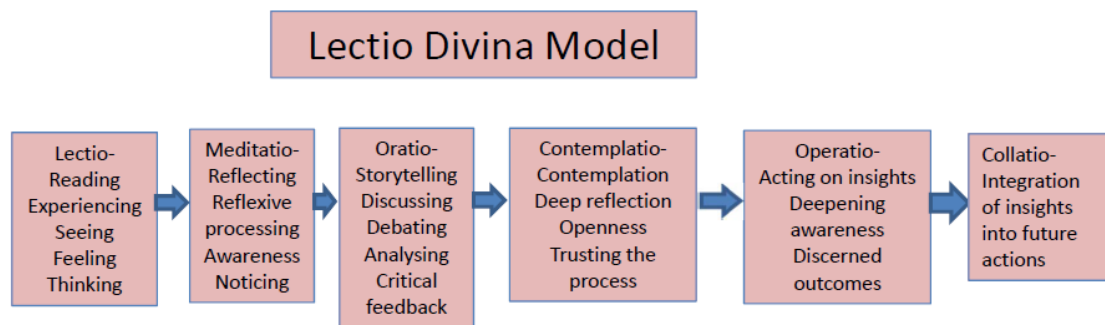 Lectio Divina Model
Lectio-
Reading
Experiencing
Seeing
Feeling
Thinking
Meditatio-
Reflecting
Reflexive
processing
Awareness
Noticing
Oratio-
Storytelling
Discussing
Debating
Analysing
Critical
feedback
Contemplatio-
Contemplation
Deep reflection
Openness
Trusting the
process
Operatio-
Acting on insights
Deepening
awareness
Discerned
outcomes
Collatio-
Integration
of insights
into future
actions